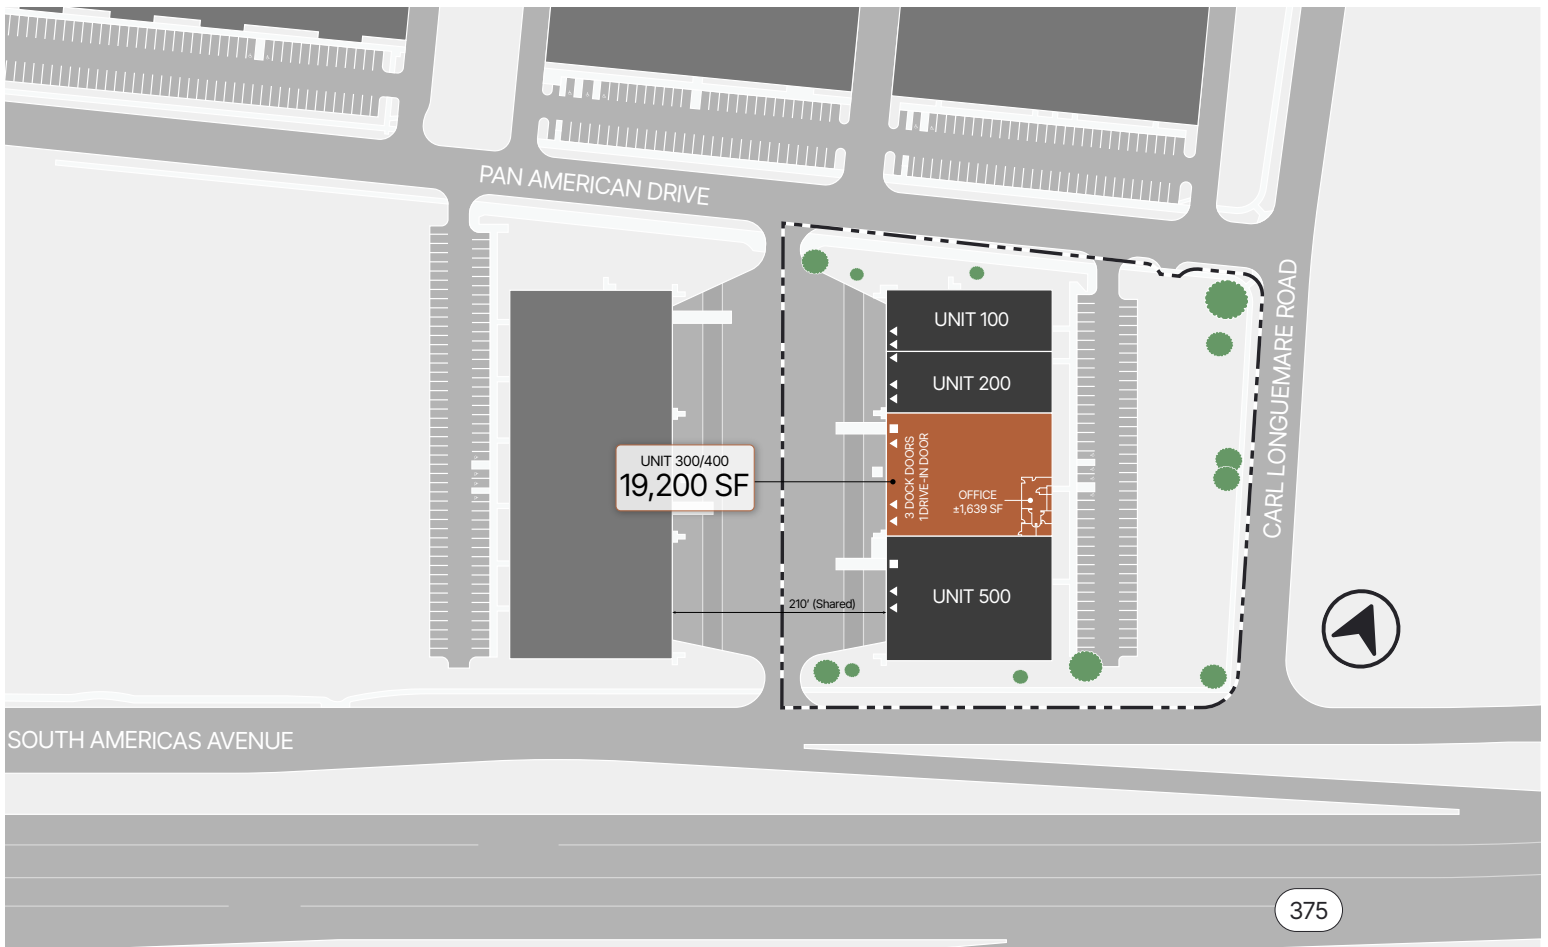 PAN AMERICAN DRIVE
UNIT 100
UNIT 200
UNIT 300/400
19,200 SF
3 DOCK DOORS
1 DRIVE-IN DOOR
OFFICE
±1,639 SF
UNIT 500
210' (Shared)
CARL LONGUEMARE ROAD
SOUTH AMERICAS AVENUE
375